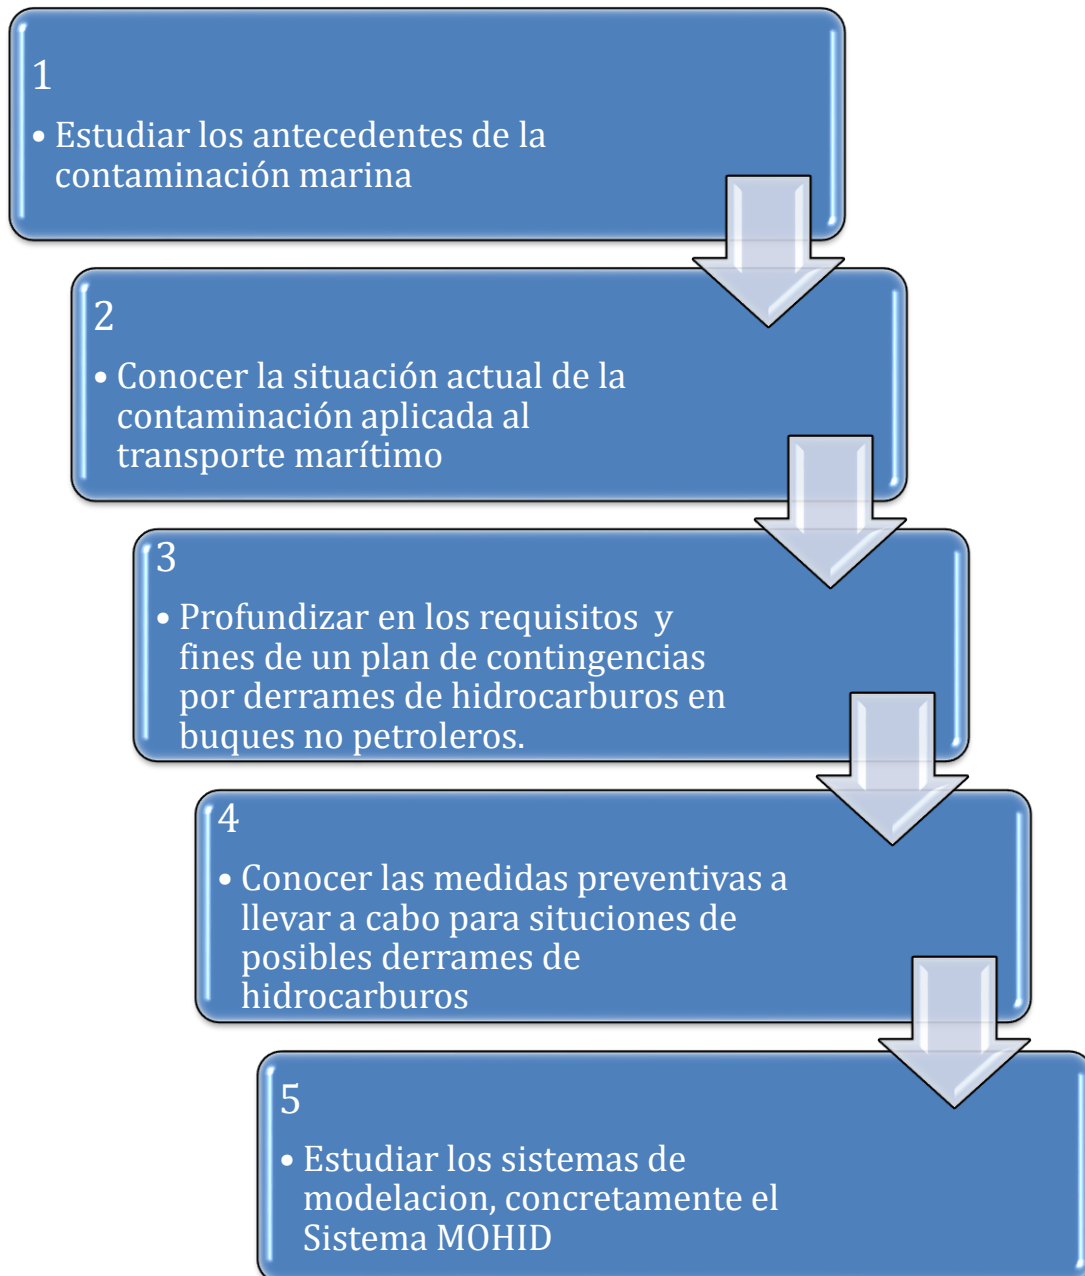 1
• Estudiar los antecedentes de la
contaminación marina
2
• Conocer la situación actual de la
contaminación aplicada al
transporte marítimo
3
• Profundizar en los requisitos  y
fines de un plan de contingencias
por derrames de hidrocarburos en
buques no petroleros.
4
• Conocer las medidas preventivas a
llevar a cabo para situciones de
posibles derrames de
hidrocarburos
5
• Estudiar los sistemas de
modelacion, concretamente el
Sistema MOHID